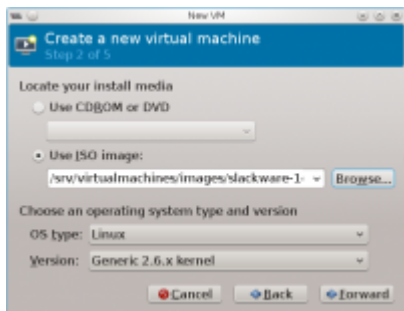 New VM
Create a new virtual machine
Step 2 of 5
Locate your install media
Use CDROM or DVD
Use ISO image:
/srv/virtualmachines/images/slackware-1-
Browse...
Choose an operating system type and version
OS type: Linux
Version: Generic 2.6.x kernel
Cancel Back Forward